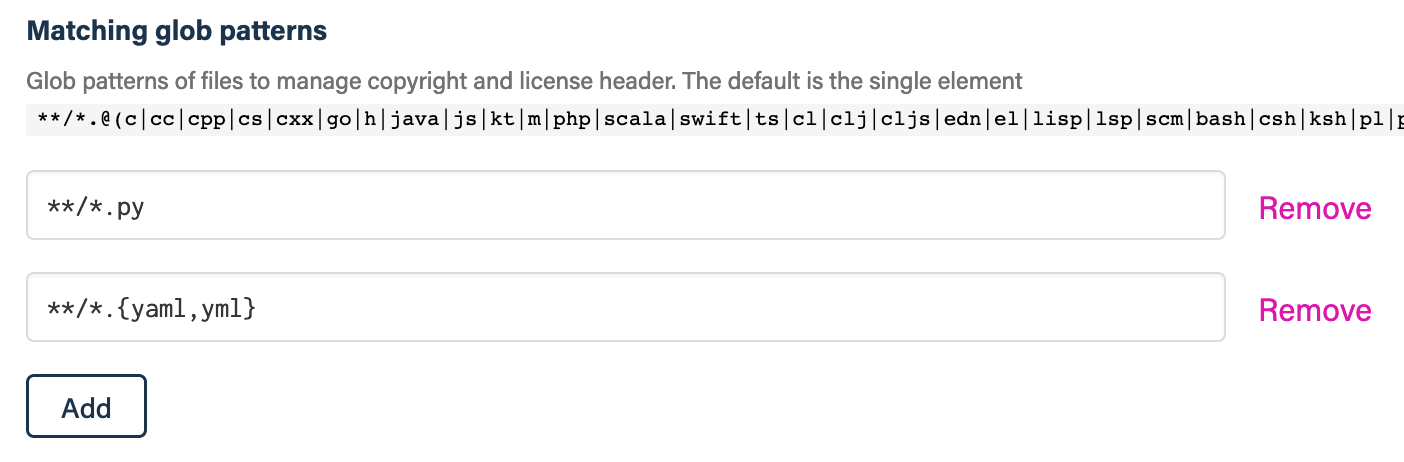 Matching glob patterns
Glob patterns of files to manage copyright and license header. The default is the single element
**/*.@(c|cc|cpp|cs|cxx|go|h|java|js|kt|m|php|scala|swift|ts|cl|clj|cljs|edn|el|lisp|lsp|scm|bash|csh|ksh|pl|
**/*.py
Remove
**/*.{yaml,yml}
Remove
Add